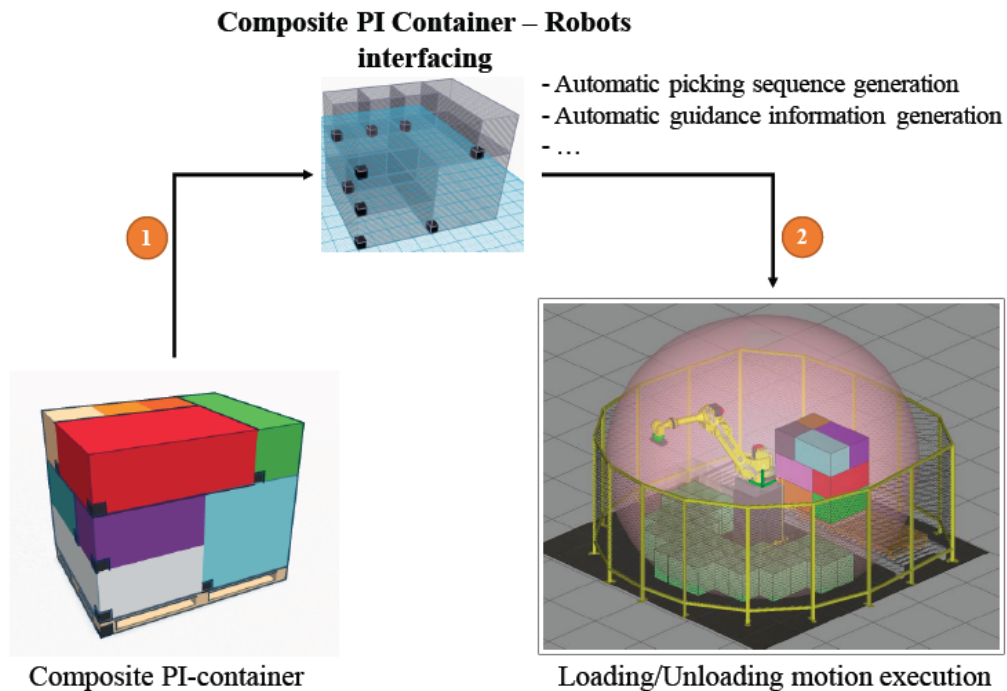 Composite PI Container – Robots
interfacing
- Automatic picking sequence generation
- Automatic guidance information generation
- …
1
2
Composite PI-container
Loading/Unloading motion execution